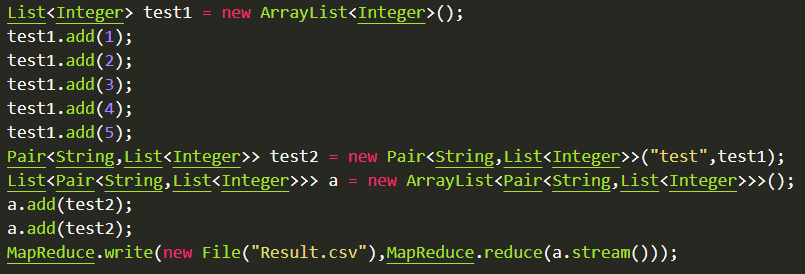 List<Integer> test1 = new ArrayList<Integer>();
test1.add(1);
test1.add(2);
test1.add(3);
test1.add(4);
test1.add(5);
Pair<String,List<Integer>> test2 = new Pair<String,List<Integer>>("test",test1);
List<Pair<String,List<Integer>>> a = new ArrayList<Pair<String,List<Integer>>>();
a.add(test2);
a.add(test2);
MapReduce.write(new File("Result.csv"),MapReduce.reduce(a.stream()));